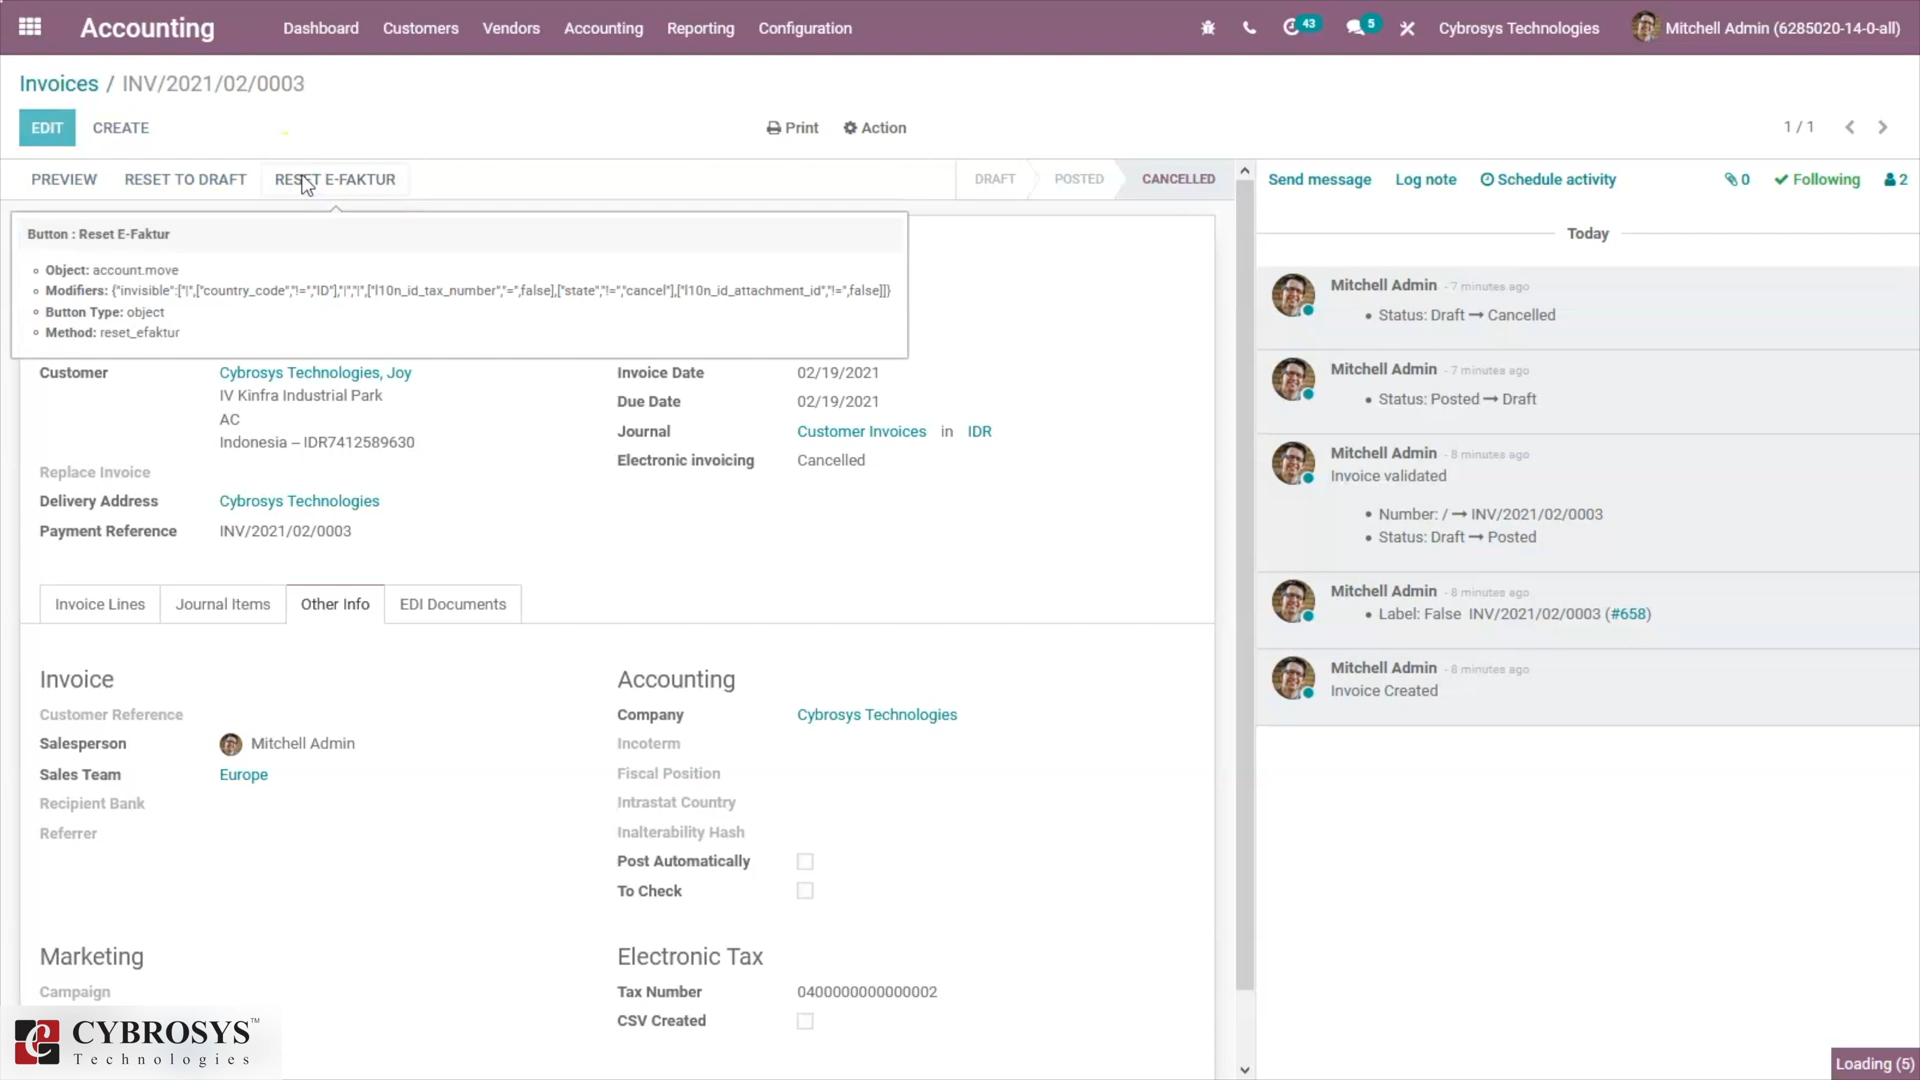 Accounting Dashboard Customers Vendors Accounting Reporting Configuration 43 5 Cybrosys Technologies Mitchell Admin (6285020-14-0-all)
Invoices / INV/2021/02/0003
EDIT CREATE Print Action 1 / 1
PREVIEW RESET TO DRAFT RESET E-FAKTUR DRAFT POSTED CANCELLED
Button : Reset E-Faktur
Object: account.move
Modifiers: {"invisible":["|",["country_code","!=","ID"],"|","|",["l10n_id_tax_number","=",false],["state","!=","cancel"],["l10n_id_attachment_id","!=",false]]}
Button Type: object
Method: reset_efaktur
Customer Cybrosys Technologies, Joy
IV Kinfra Industrial Park
AC
Indonesia – IDR7412589630
Replace Invoice
Delivery Address Cybrosys Technologies
Payment Reference INV/2021/02/0003
Invoice Date 02/19/2021
Due Date 02/19/2021
Journal Customer Invoices in IDR
Electronic invoicing Cancelled
Invoice Lines Journal Items Other Info EDI Documents
Invoice
Customer Reference
Salesperson Mitchell Admin
Sales Team Europe
Recipient Bank
Referrer
Accounting
Company Cybrosys Technologies
Incoterm
Fiscal Position
Intrastat Country
Inalterability Hash
Post Automatically
To Check
Marketing
Campaign
Electronic Tax
Tax Number 0400000000000002
CSV Created
CYBROSYS™
Technologies
Send message Log note Schedule activity 0 Following 2
Today
Mitchell Admin - 7 minutes ago
Status: Draft → Cancelled
Mitchell Admin - 7 minutes ago
Status: Posted → Draft
Mitchell Admin - 8 minutes ago
Invoice validated
Number: / → INV/2021/02/0003
Status: Draft → Posted
Mitchell Admin - 8 minutes ago
Label: False INV/2021/02/0003 (#658)
Mitchell Admin - 8 minutes ago
Invoice Created
Loading (5)